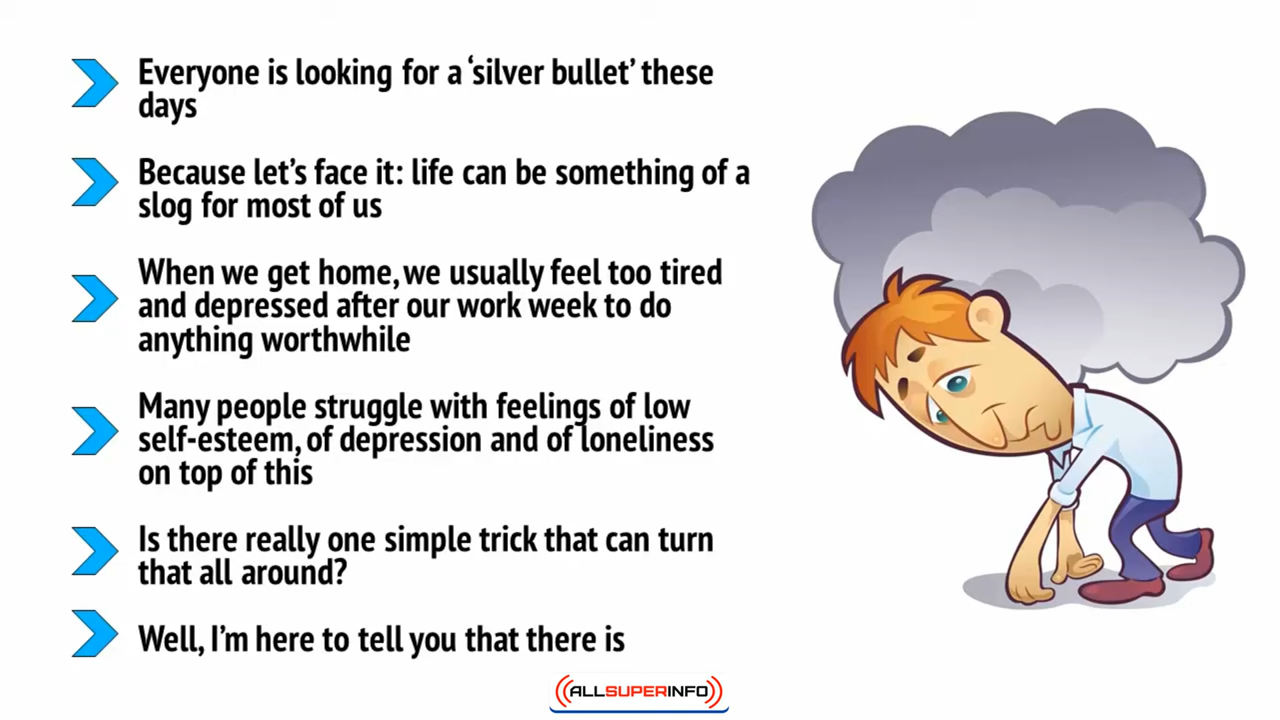 Everyone is looking for a ‘silver bullet’ these
days
Because let’s face it: life can be something of a
slog for most of us
When we get home, we usually feel too tired
and depressed after our work week to do
anything worthwhile
Many people struggle with feelings of low
self-esteem, of depression and of loneliness
on top of this
Is there really one simple trick that can turn
that all around?
Well, I’m here to tell you that there is
ALLSUPERINFO